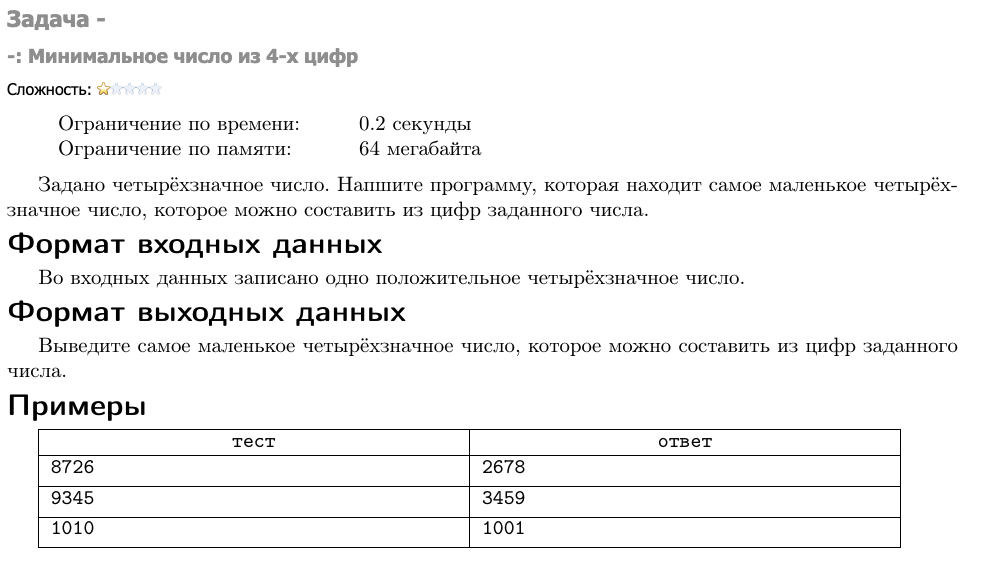 Задача -
-: Минимальное число из 4-х цифр
Сложность:
Ограничение по времени: 0.2 секунды
Ограничение по памяти: 64 мегабайта
Задано четырёхзначное число. Напшите программу, которая находит самое маленькое четырёх-
значное число, которое можно составить из цифр заданного числа.
Формат входных данных
Во входных данных записано одно положительное четырёхзначное число.
Формат выходных данных
Выведите самое маленькое четырёхзначное число, которое можно составить из цифр заданного
числа.
Примеры
тест ответ
8726 2678
9345 3459
1010 1001